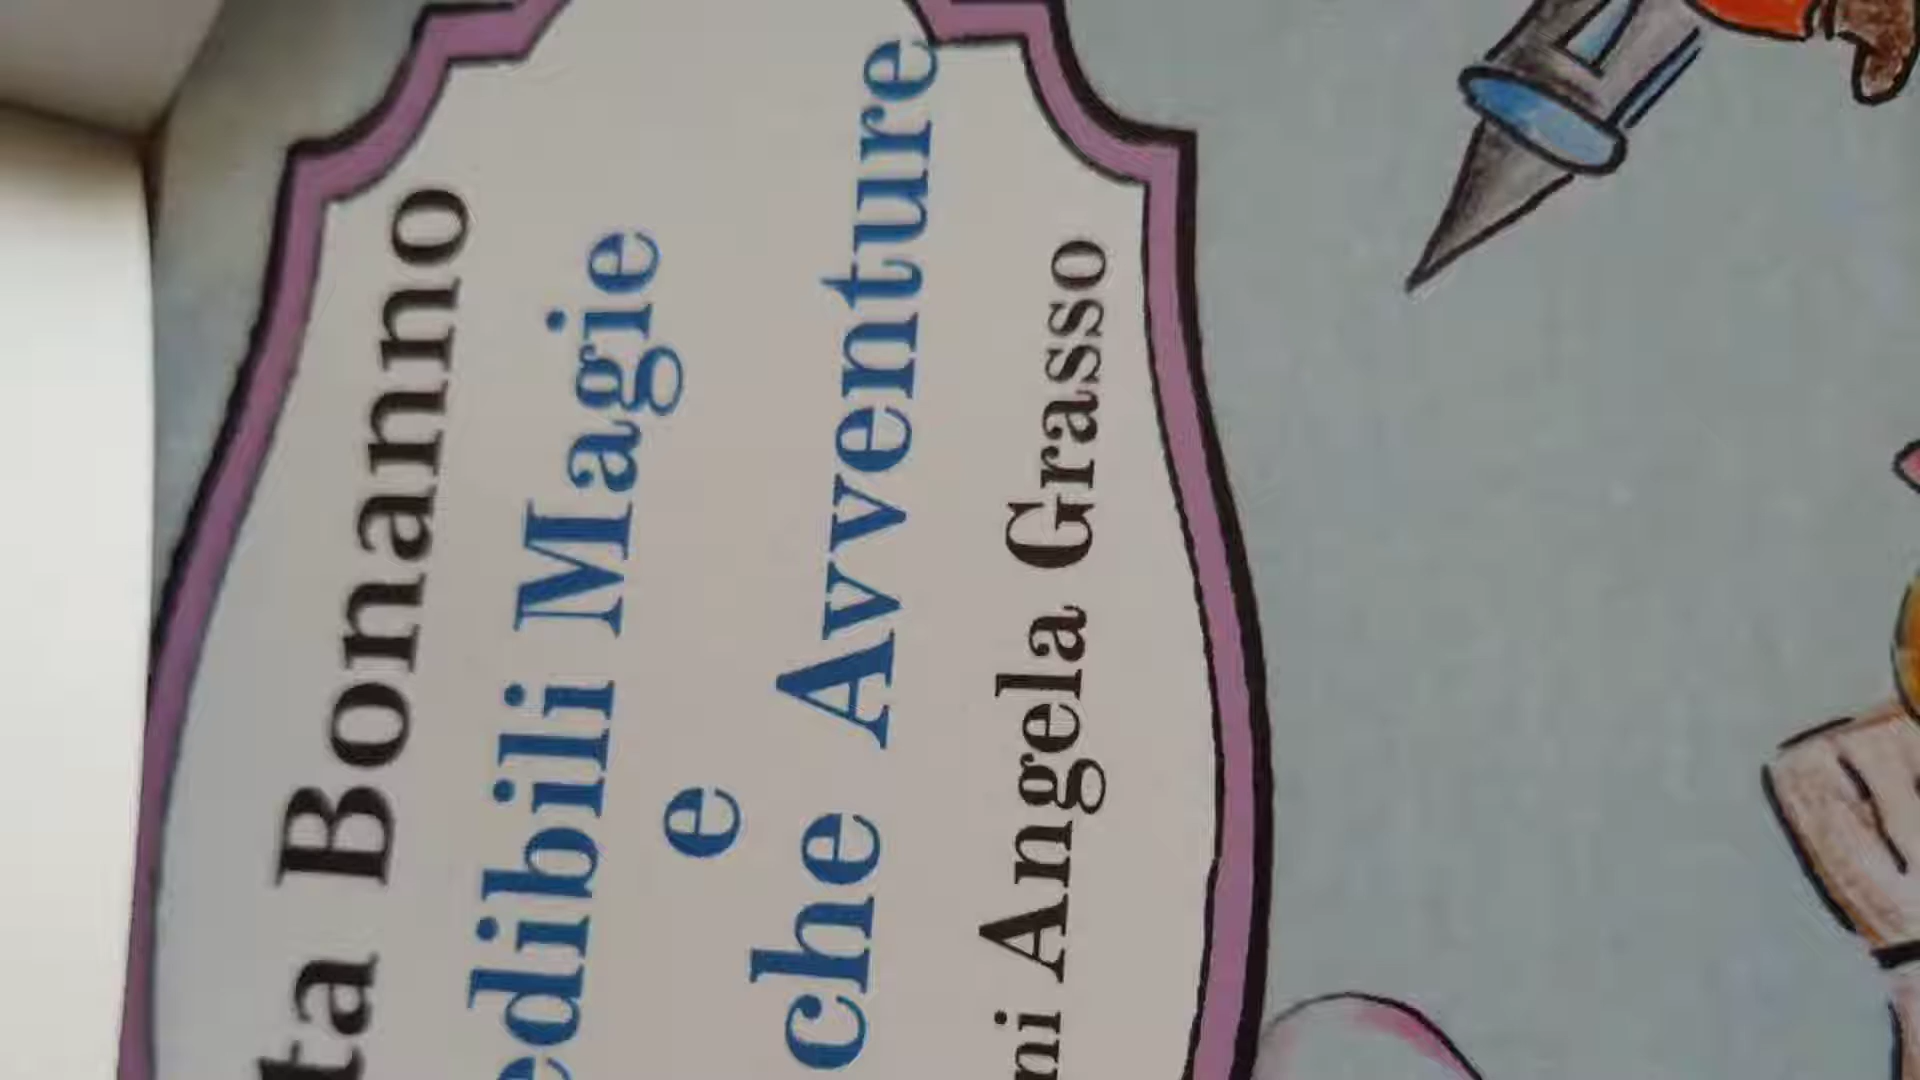 ta Bonanno
edibili Magie
e
che Avventure
ni Angela Grasso